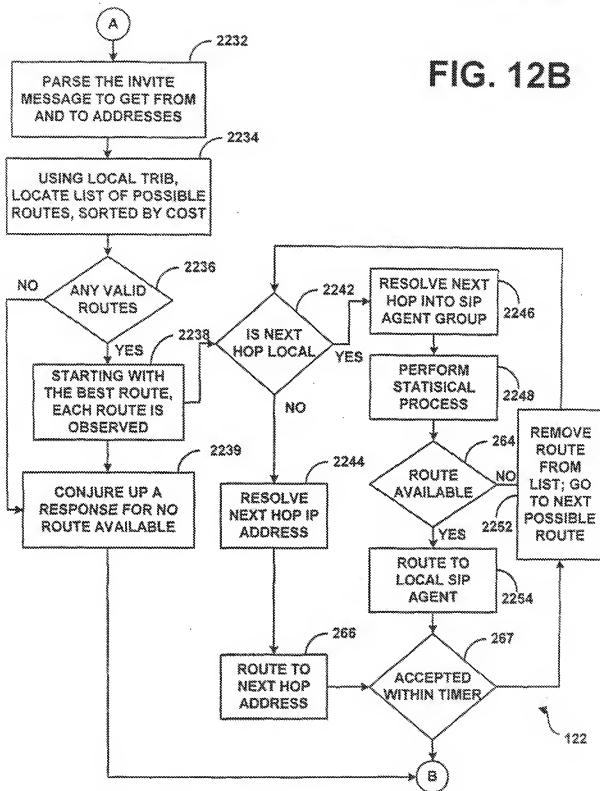 A
2232
PARSE THE INVITE
MESSAGE TO GET FROM
AND TO ADDRESSES
FIG. 12B
2234
USING LOCAL TRIB,
LOCATE LIST OF POSSIBLE
ROUTES, SORTED BY COST
NO
ANY VALID
ROUTES
2236
YES
2238
STARTING WITH
THE BEST ROUTE,
EACH ROUTE IS
OBSERVED
2239
CONJURE UP A
RESPONSE FOR NO
ROUTE AVAILABLE
2242
IS NEXT
HOP LOCAL
YES
NO
2244
RESOLVE
NEXT HOP IP
ADDRESS
266
ROUTE TO
NEXT HOP
ADDRESS
RESOLVE NEXT
HOP INTO SIP
AGENT GROUP
2246
PERFORM
STATISICAL
PROCESS
2248
264
ROUTE
AVAILABLE
NO
YES
REMOVE
ROUTE
FROM
LIST; GO
TO NEXT
POSSIBLE
ROUTE
2252
ROUTE TO
LOCAL SIP
AGENT
2254
267
ACCEPTED
WITHIN TIMER
122
B